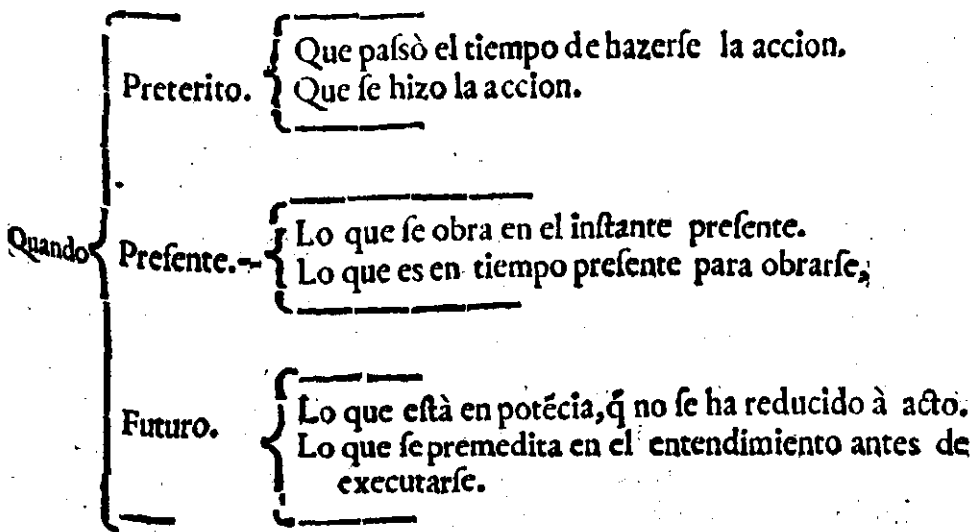 Quando
Preterito.
Que paſsò el tiempo de hazerſe la accion.
Que ſe hizo la accion.
Preſente.-
Lo que ſe obra en el inſtante preſente.
Lo que es en tiempo preſente para obrarſe,
Futuro.
Lo que eſtà en potécia, q̃ no ſe ha reducido à acto.
Lo que ſe premedita en el entendimiento antes de
executarſe.